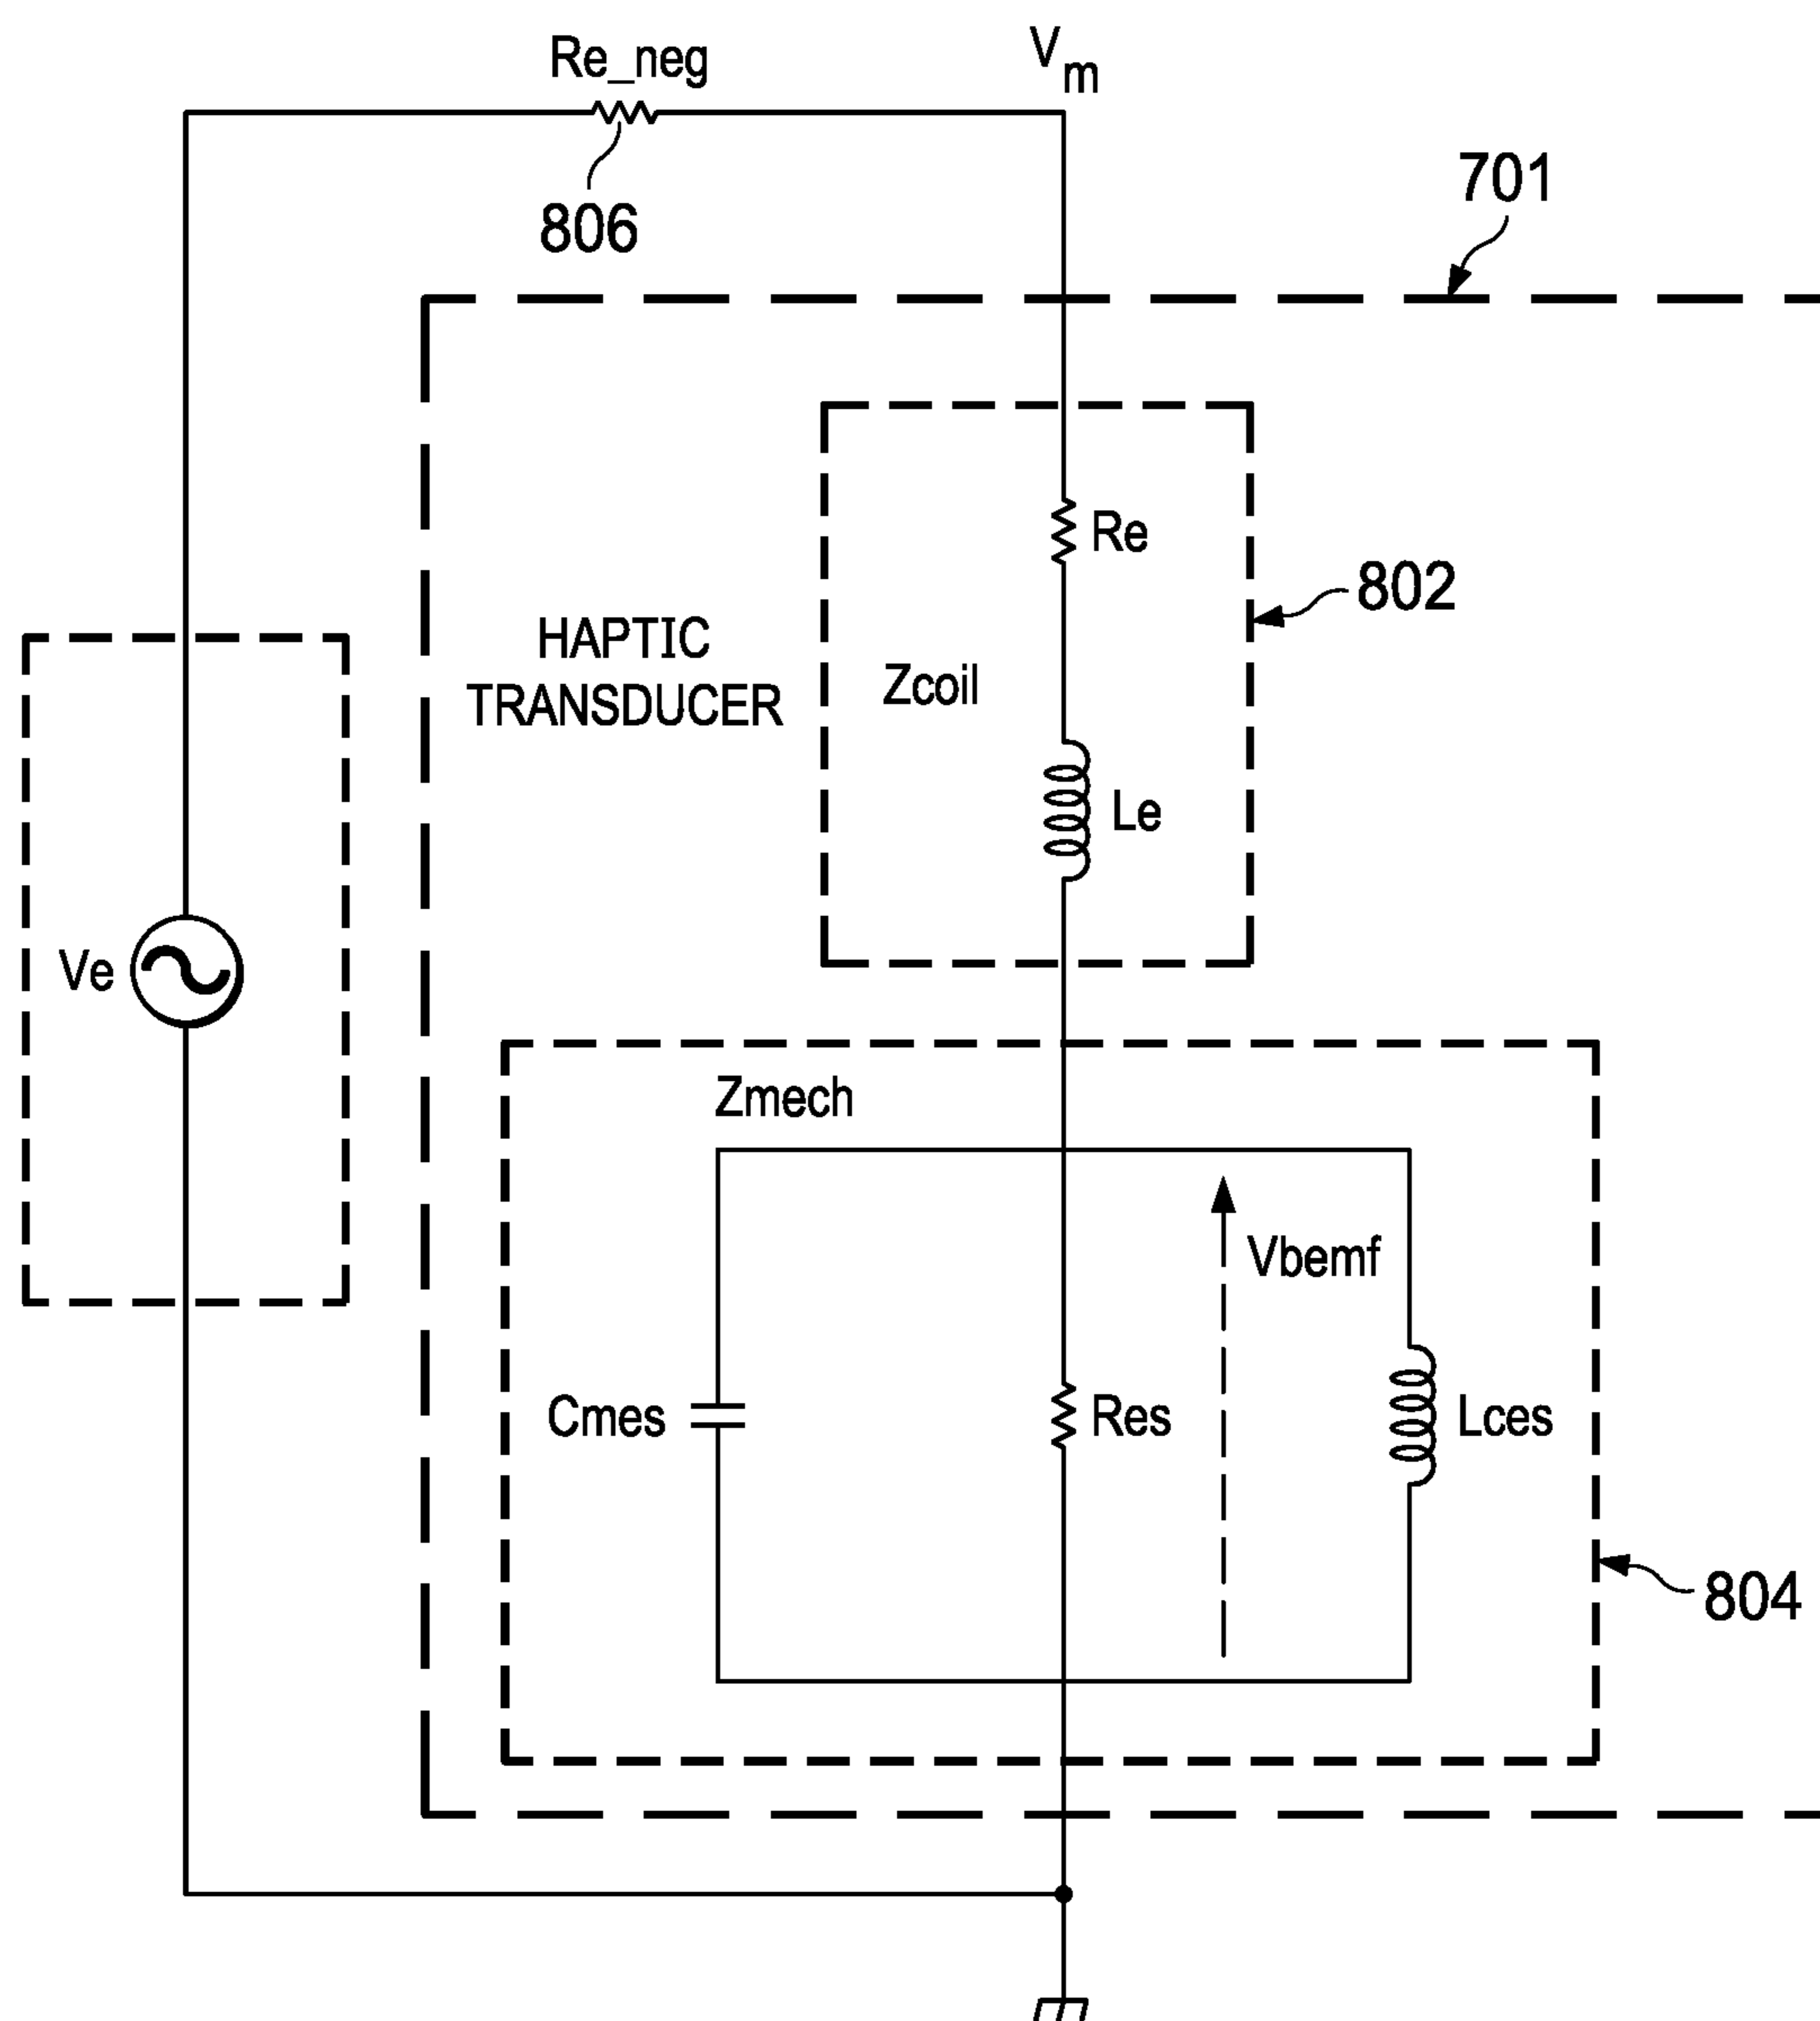 Re_neg
Vm
806
701
Re
802
HAPTIC
TRANSDUCER
Zcoil
Le
Ve
Zmech
Vbemf
Cmes
Res
Lces
804